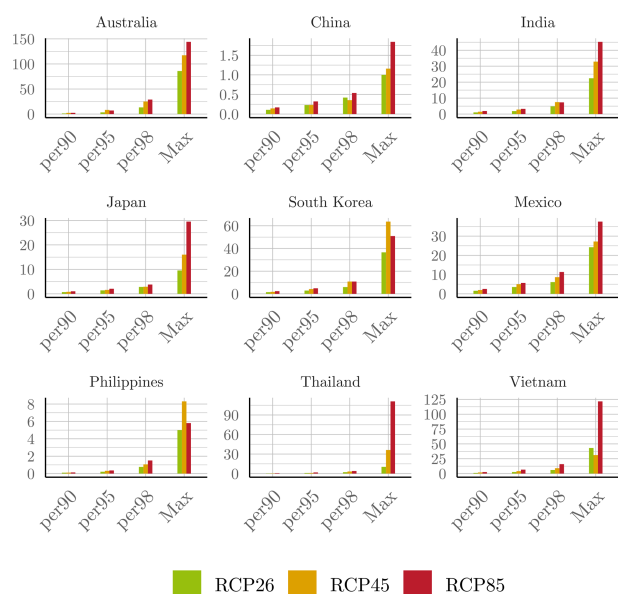 Australia
China
India
150
100
50
0
per90
per95
per98
Max
1.5
1.0
0.5
0.0
per90
per95
per98
Max
40
30
20
10
0
per90
per95
per98
Max
Japan
South Korea
Mexico
30
20
10
0
per90
per95
per98
Max
60
40
20
0
per90
per95
per98
Max
30
20
10
0
per90
per95
per98
Max
Philippines
Thailand
Vietnam
8
6
4
2
0
per90
per95
per98
Max
90
60
30
0
per90
per95
per98
Max
125
100
75
50
25
0
per90
per95
per98
Max
RCP26 RCP45 RCP85